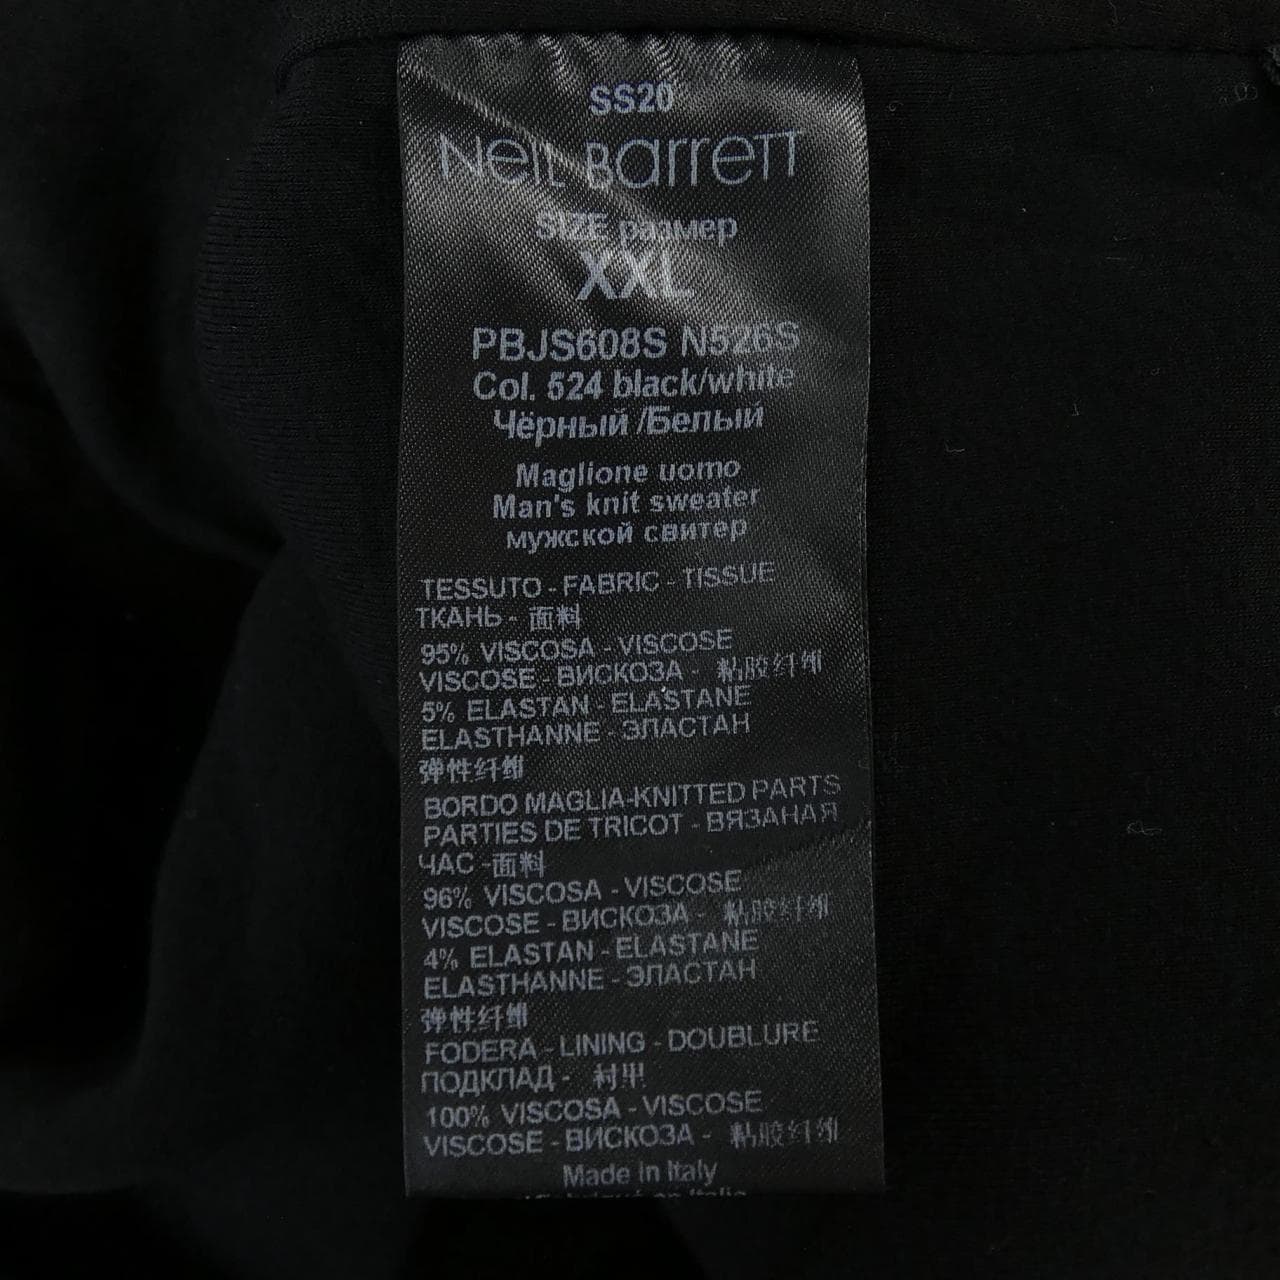 SS20
Neil Barrett
SIZE размер
XXL
PBJS608S N526S
Col. 524 black/white
Чёрный /Белый
Maglione uomo
Man's knit sweater
мужской свитер
TESSUTO - FABRIC - TISSUE
ТКАНЬ - 面料
95% VISCOSA - VISCOSE
VISCOSE - ВИСКОЗА - 粘胶纤维
5% ELASTAN - ELASTANE
ELASTHANNE - ЭЛАСТАН
弹性纤维
BORDO MAGLIA-KNITTED PARTS
PARTIES DE TRICOT - ВЯЗАНАЯ
ЧАС -面料
96% VISCOSA - VISCOSE
VISCOSE - ВИСКОЗА - 粘胶纤维
4% ELASTAN - ELASTANE
ELASTHANNE - ЭЛАСТАН
弹性纤维
FODERA - LINING - DOUBLURE
ПОДКЛАД -
100% VISCOSA - VISCOSE
VISCOSE - ВИСКОЗА - 粘胶纤维
Made in Italy